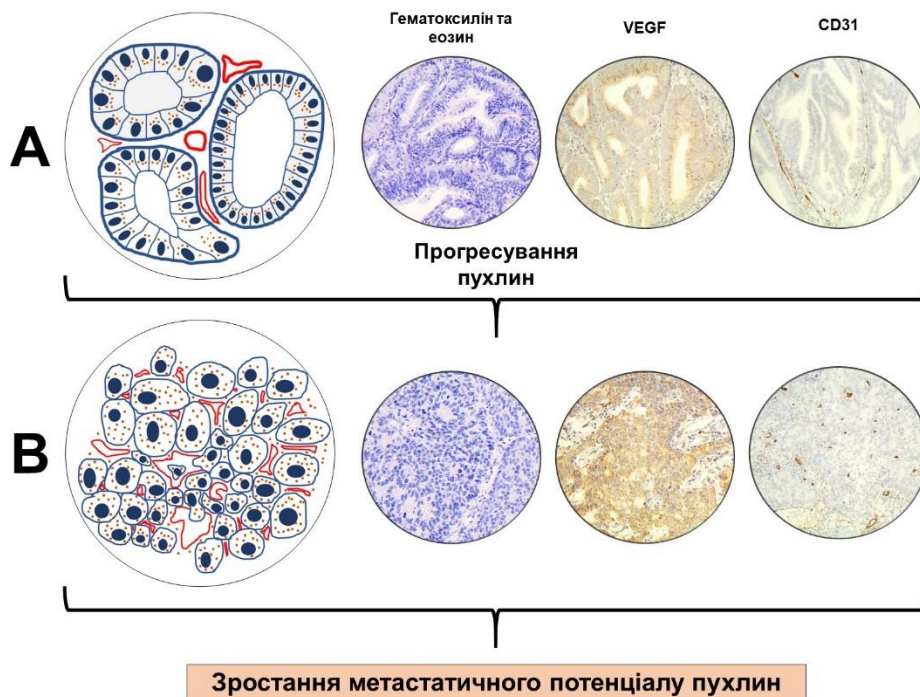 Гематоксилін та
еозин
VEGF
CD31
A
Прогресування
пухлин
B
Зростання метастатичного потенціалу пухлин